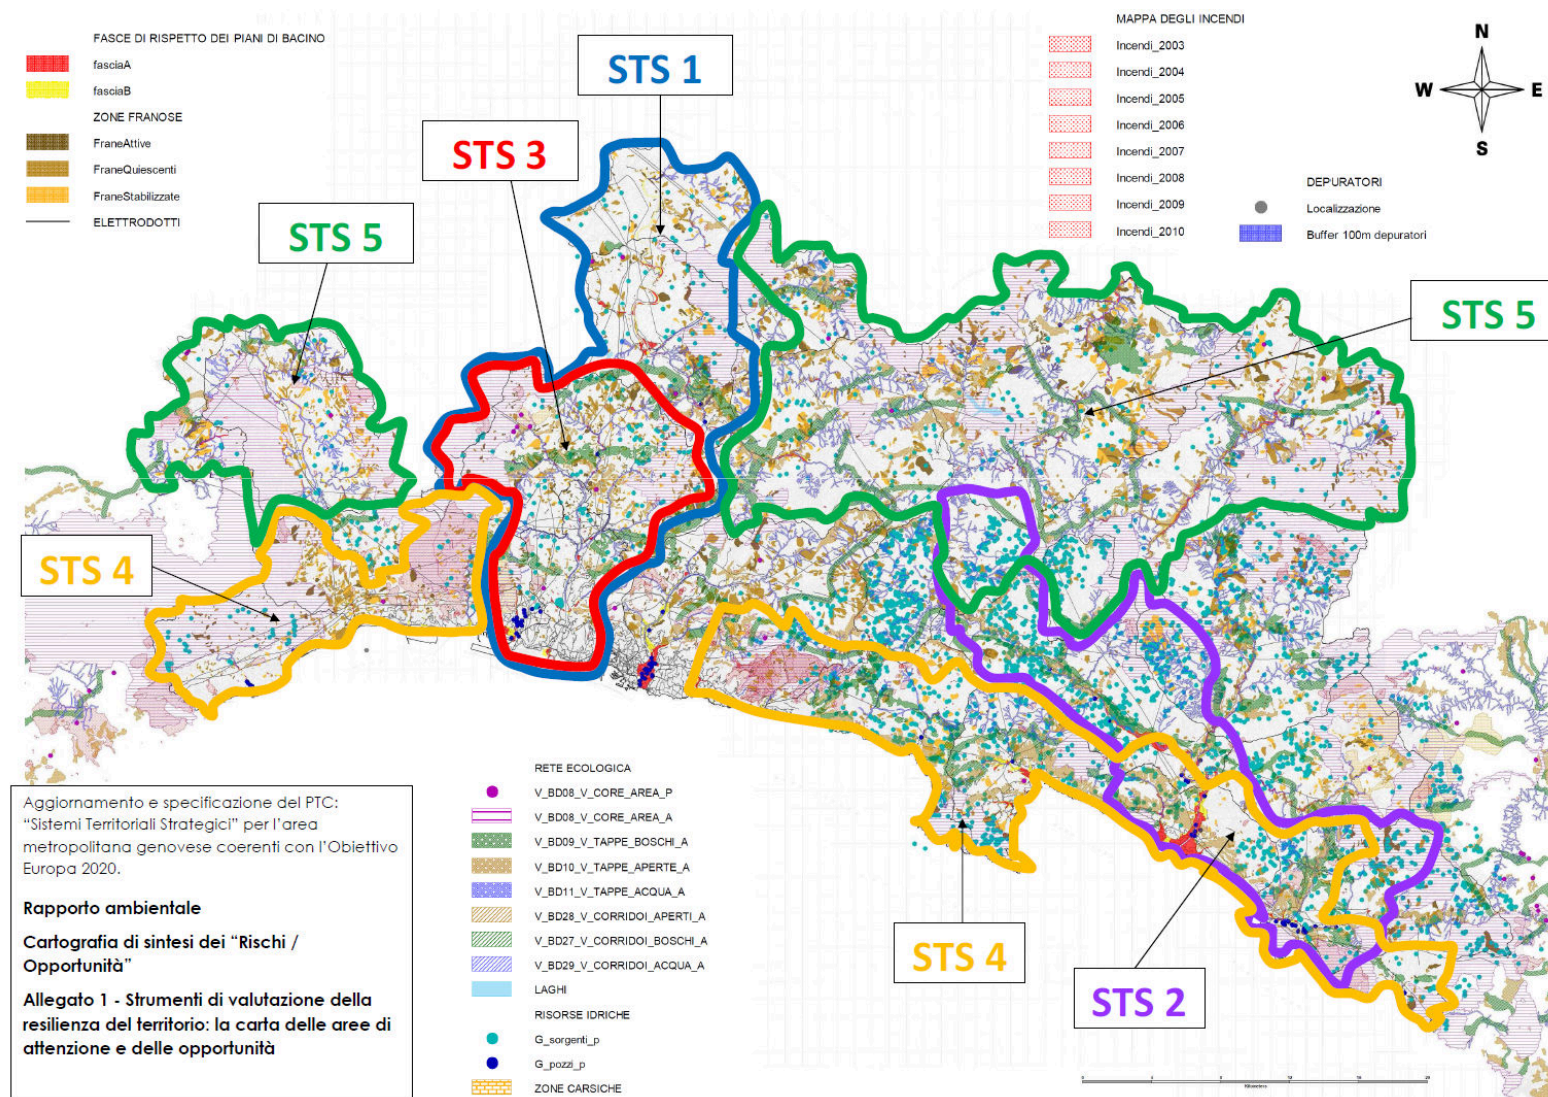 FASCE DI RISPETTO DEI PIANI DI BACINO
fasciaA
fasciaB
ZONE FRANOSE
FraneAttive
FraneQuiescenti
FraneStabilizzate
ELETTRODOTTI
STS 1
STS 3
STS 5
MAPPA DEGLI INCENDI
Incendi_2003
Incendi_2004
Incendi_2005
Incendi_2006
Incendi_2007
Incendi_2008
Incendi_2009
Incendi_2010
DEPURATORI
Localizzazione
Buffer 100m depuratori
N
W
E
S
STS 5
STS 4
STS 4
STS 2
Aggiornamento e specificazione del PTC:
“Sistemi Territoriali Strategici” per l’area
metropolitana genovese coerenti con l’Obiettivo
Europa 2020.
Rapporto ambientale
Cartografia di sintesi dei “Rischi /
Opportunità”
Allegato 1 - Strumenti di valutazione della
resilienza del territorio: la carta delle aree di
attenzione e delle opportunità
RETE ECOLOGICA
V_BD08_V_CORE_AREA_P
V_BD08_V_CORE_AREA_A
V_BD09_V_TAPPE_BOSCHI_A
V_BD10_V_TAPPE_APERTE_A
V_BD11_V_TAPPE_ACQUA_A
V_BD28_V_CORRIDOI_APERTI_A
V_BD27_V_CORRIDOI_BOSCHI_A
V_BD29_V_CORRIDOI_ACQUA_A
LAGHI
RISORSE IDRICHE
G_sorgenti_p
G_pozzi_p
ZONE CARSICHE
Kilometers